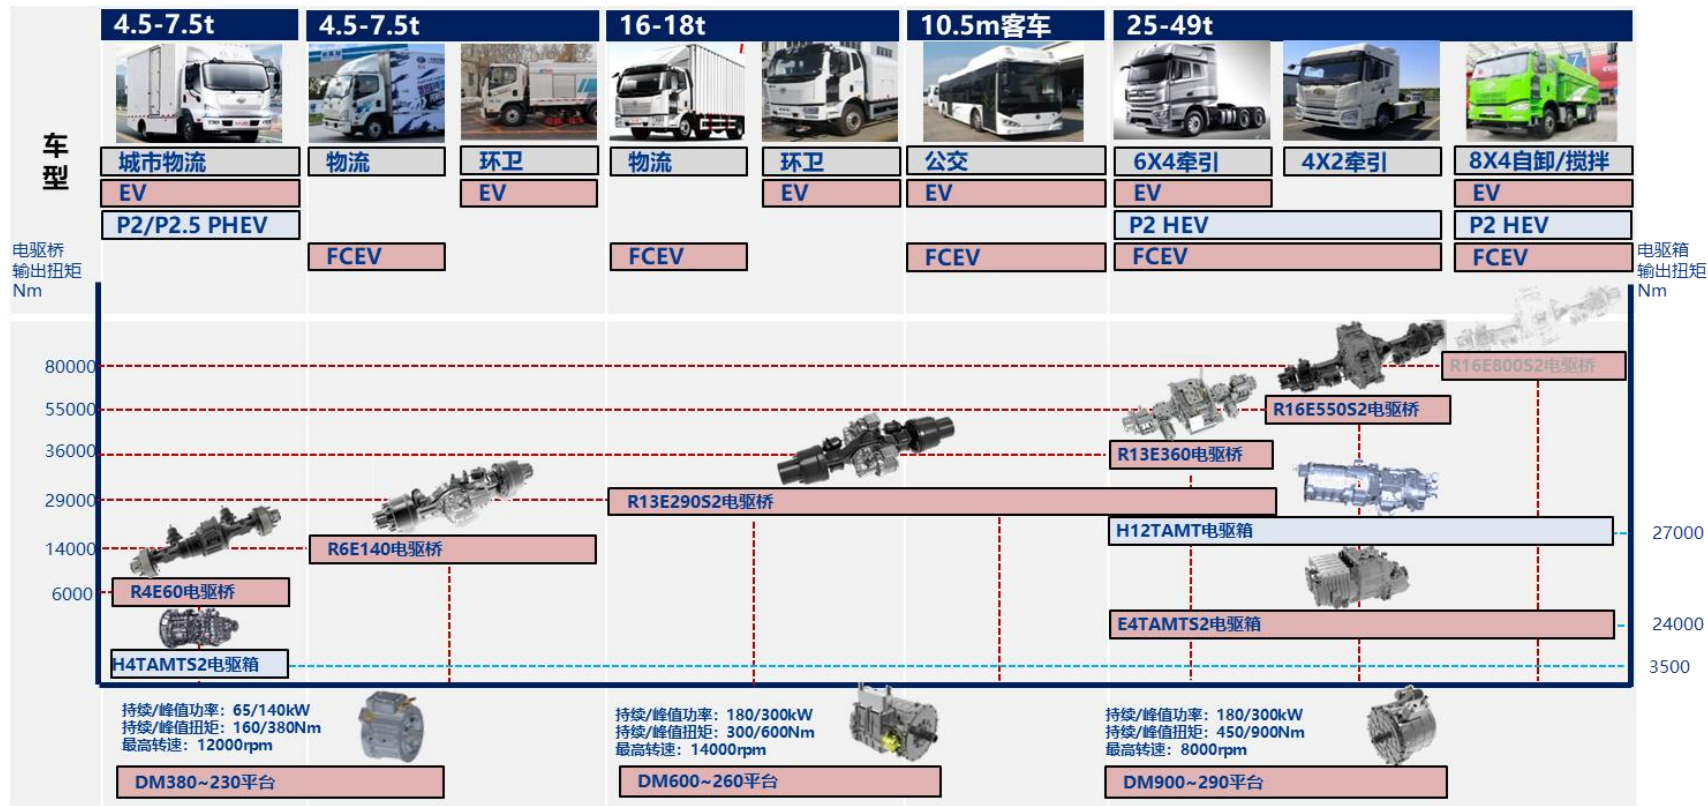 4.5-7.5t
4.5-7.5t
16-18t
10.5m客车
25-49t
车型
城市物流
物流
环卫
物流
环卫
公交
6X4牵引
4X2牵引
8X4自卸/搅拌
EV
EV
EV
EV
EV
EV
P2/P2.5 PHEV
P2 HEV
P2 HEV
FCEV
FCEV
FCEV
FCEV
FCEV
电驱桥
输出扭矩
Nm
电驱箱
输出扭矩
Nm
80000
R16E800S2电驱桥
55000
R16E550S2电驱桥
36000
R13E360电驱桥
29000
R13E290S2电驱桥
H12TAMT电驱箱
27000
14000
R6E140电驱桥
6000
R4E60电驱桥
E4TAMTS2电驱箱
24000
H4TAMTS2电驱箱
3500
持续/峰值功率：65/140kW
持续/峰值扭矩：160/380Nm
最高转速：12000rpm
DM380~230平台
持续/峰值功率：180/300kW
持续/峰值扭矩：300/600Nm
最高转速：14000rpm
DM600~260平台
持续/峰值功率：180/300kW
持续/峰值扭矩：450/900Nm
最高转速：8000rpm
DM900~290平台